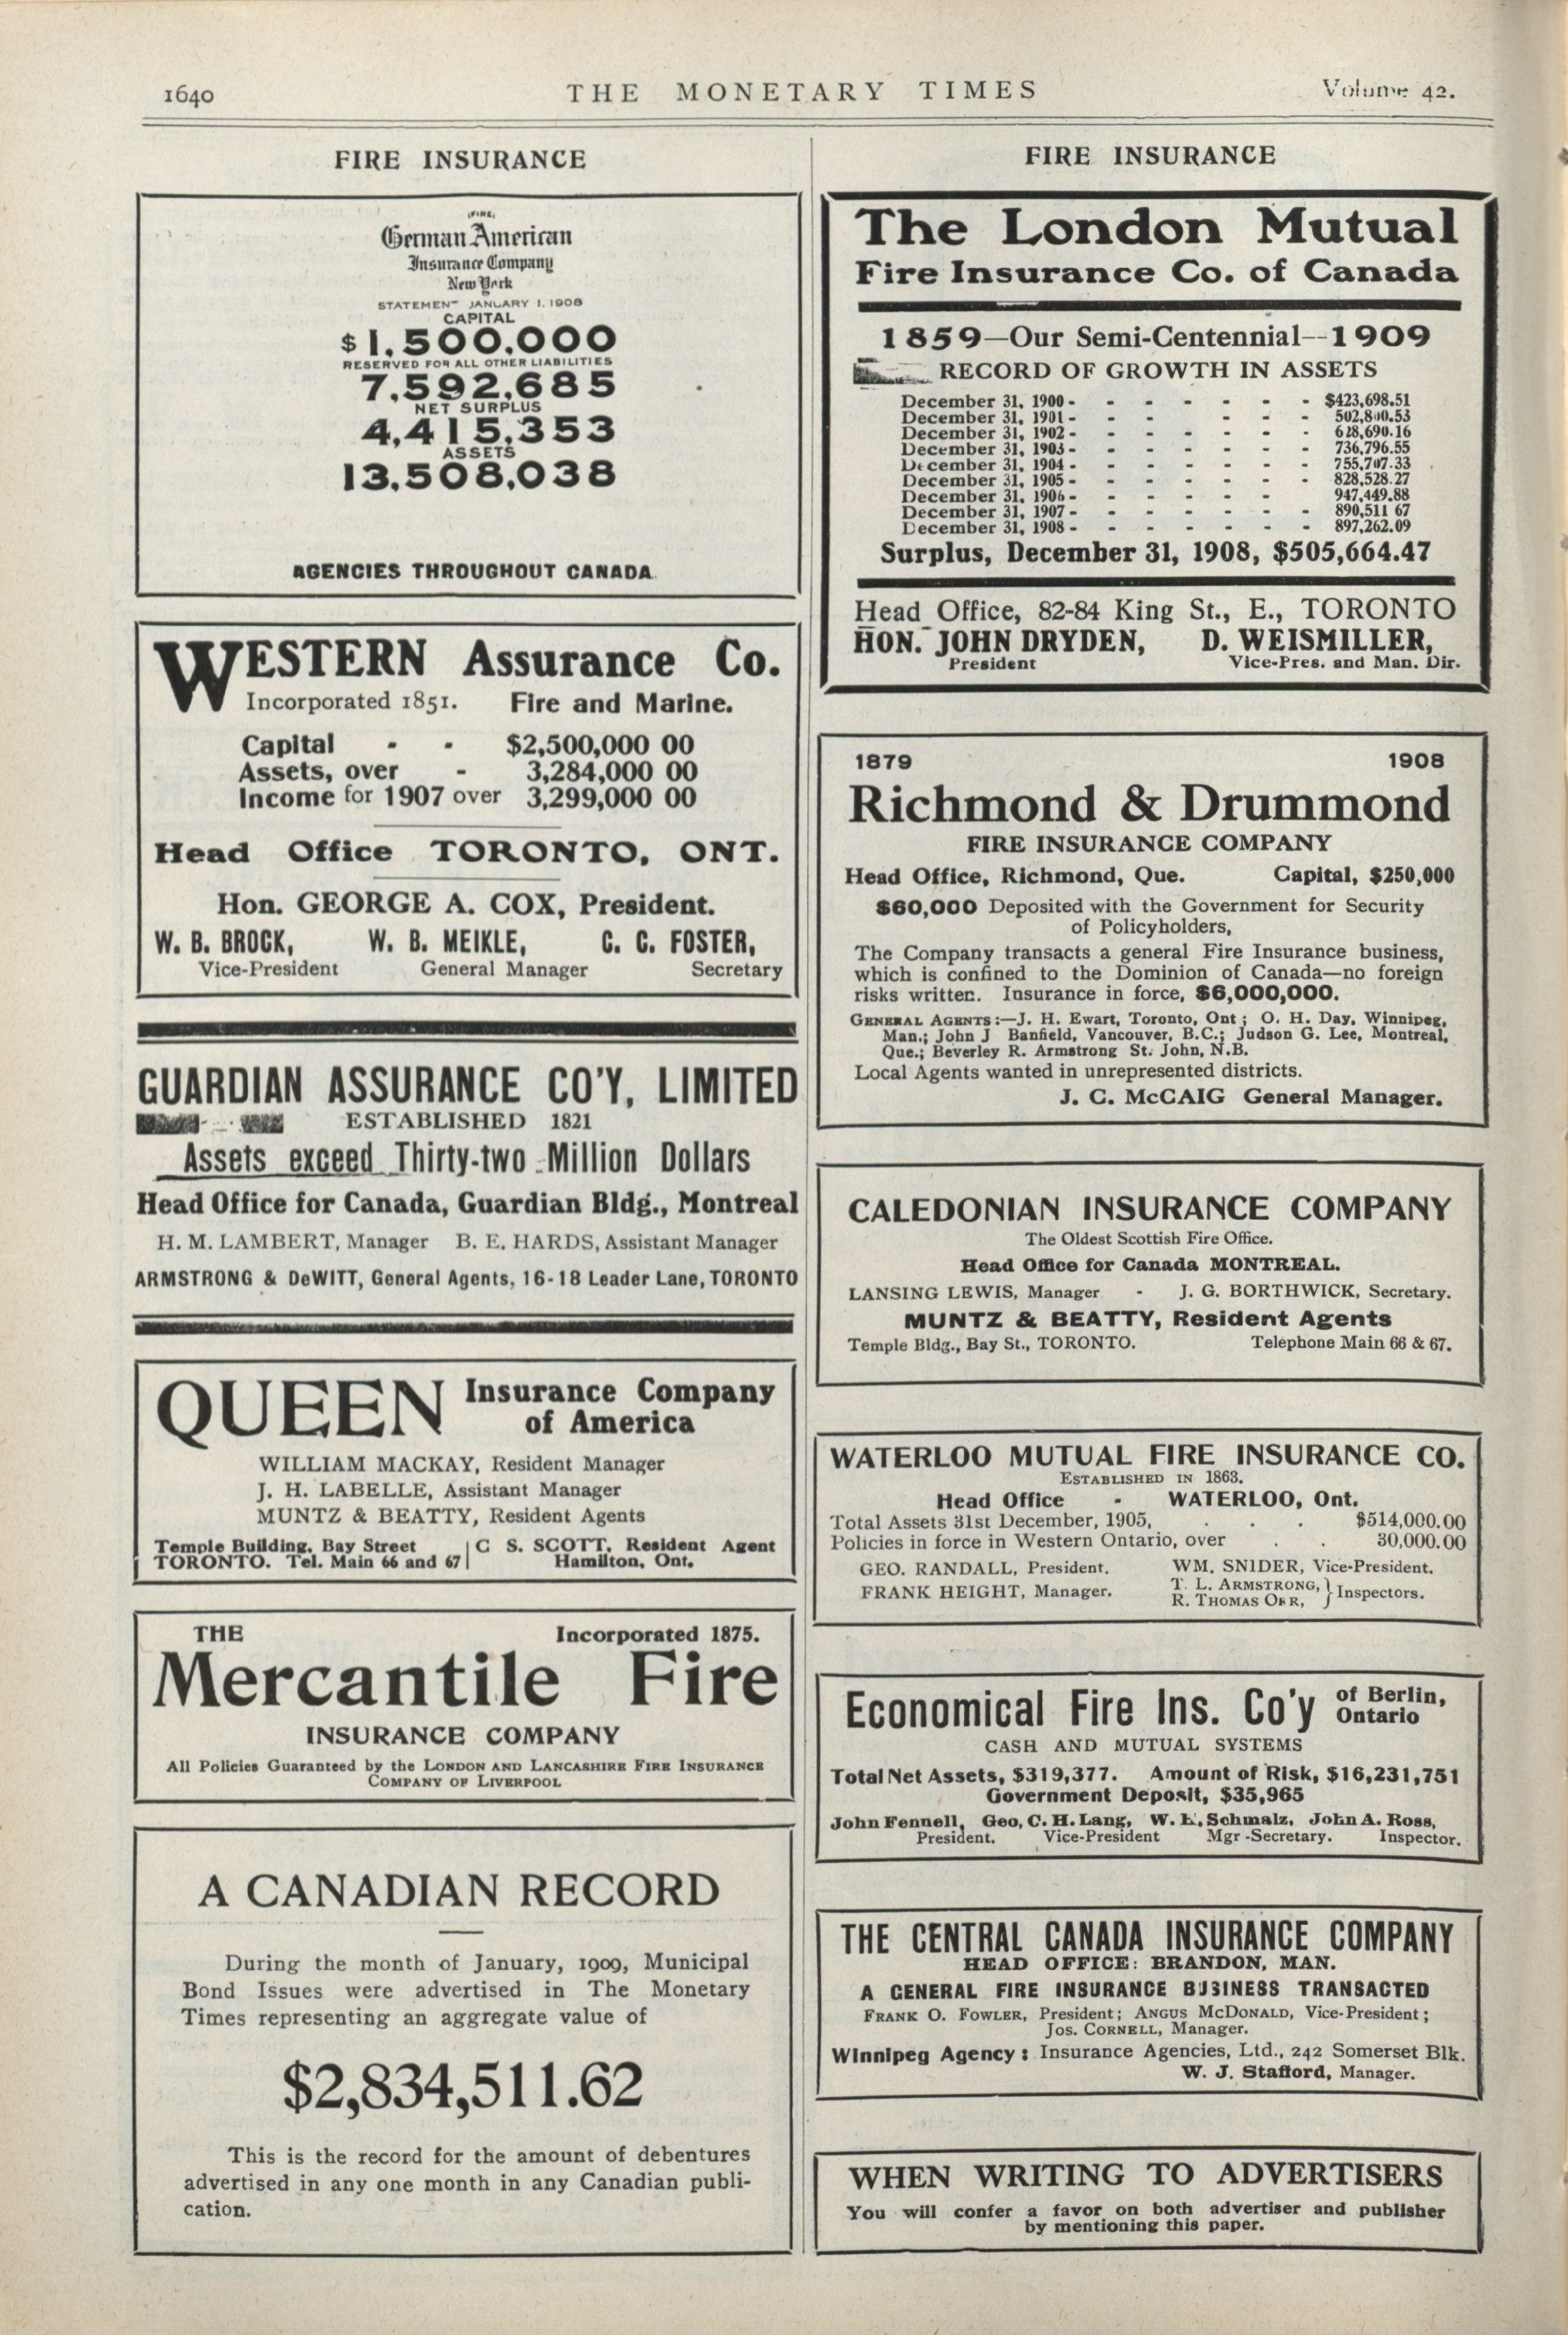 1640
THE MONETARY TIMES
Volume 42.
FIRE INSURANCE
(FIRE)
German American
Insurance Company
New York
STATEMENT JANUARY 1. 1908
CAPITAL
$1,500,000
RESERVED FOR ALL OTHER LIABILITIES
7,592,685
NET SURPLUS
4,415,353
ASSETS
13,508,038
AGENCIES THROUGHOUT CANADA
WESTERN Assurance Co.
Incorporated 1851. Fire and Marine.
Capital - - $2,500,000 00
Assets, over - 3,284,000 00
Income for 1907 over 3,299,000 00
Head Office TORONTO, ONT.
Hon. GEORGE A. COX, President.
W. B. BROCK, W. B. MEIKLE, C. C. FOSTER,
Vice-President General Manager Secretary
GUARDIAN ASSURANCE CO'Y, LIMITED
ESTABLISHED 1821
Assets exceed Thirty-two Million Dollars
Head Office for Canada, Guardian Bldg., Montreal
H. M. LAMBERT, Manager B. E. HARDS, Assistant Manager
ARMSTRONG & DeWITT, General Agents, 16-18 Leader Lane, TORONTO
QUEEN Insurance Company
of America
WILLIAM MACKAY, Resident Manager
J. H. LABELLE, Assistant Manager
MUNTZ & BEATTY, Resident Agents
Temple Building, Bay Street | C S. SCOTT, Resident Agent
TORONTO. Tel. Main 66 and 67 | Hamilton, Ont.
THE Incorporated 1875.
Mercantile Fire
INSURANCE COMPANY
All Policies Guaranteed by the LONDON AND LANCASHIRE FIRE INSURANCE
COMPANY OF LIVERPOOL
A CANADIAN RECORD
During the month of January, 1909, Municipal
Bond Issues were advertised in The Monetary
Times representing an aggregate value of
$2,834,511.62
This is the record for the amount of debentures
advertised in any one month in any Canadian publi-
cation.
FIRE INSURANCE
The London Mutual
Fire Insurance Co. of Canada
1859—Our Semi-Centennial--1909
RECORD OF GROWTH IN ASSETS
December 31, 1900 - - - - - - - $423,698.51
December 31, 1901 - - - - - - 502,800.53
December 31, 1902 - - - - - - - 628,690.16
December 31, 1903 - - - - - - - 736,796.55
December 31, 1904 - - - - - - - 755,707.33
December 31, 1905 - - - - - - - 828,528.27
December 31, 1906 - - - - - - 947,449.88
December 31, 1907 - - - - - - - 890,511 67
December 31, 1908 - - - - - - - 897,262.09
Surplus, December 31, 1908, $505,664.47
Head Office, 82-84 King St., E., TORONTO
HON. JOHN DRYDEN, D. WEISMILLER,
President Vice-Pres. and Man. Dir.
1879 1908
Richmond & Drummond
FIRE INSURANCE COMPANY
Head Office, Richmond, Que. Capital, $250,000
$60,000 Deposited with the Government for Security
of Policyholders,
The Company transacts a general Fire Insurance business,
which is confined to the Dominion of Canada—no foreign
risks written. Insurance in force, $6,000,000.
GENERAL AGENTS:—J. H. Ewart, Toronto, Ont; O. H. Day, Winnipeg,
Man.; John J Banfield, Vancouver, B.C.; Judson G. Lee, Montreal,
Que.; Beverley R. Armstrong St. John, N.B.
Local Agents wanted in unrepresented districts.
J. C. McCAIG General Manager.
CALEDONIAN INSURANCE COMPANY
The Oldest Scottish Fire Office.
Head Office for Canada MONTREAL.
LANSING LEWIS, Manager - J. G. BORTHWICK, Secretary.
MUNTZ & BEATTY, Resident Agents
Temple Bldg., Bay St., TORONTO. Telephone Main 66 & 67.
WATERLOO MUTUAL FIRE INSURANCE CO.
ESTABLISHED IN 1863.
Head Office - WATERLOO, Ont.
Total Assets 31st December, 1905, . . . $514,000.00
Policies in force in Western Ontario, over . . 30,000.00
GEO. RANDALL, President. WM. SNIDER, Vice-President.
FRANK HEIGHT, Manager. T. L. ARMSTRONG, } Inspectors.
R. THOMAS ORR,
Economical Fire Ins. Co'y of Berlin,
Ontario
CASH AND MUTUAL SYSTEMS
Total Net Assets, $319,377. Amount of Risk, $16,231,751
Government Deposit, $35,965
John Fennell, Geo, C. H. Lang, W. H. Schmalz, John A. Ross,
President. Vice-President Mgr -Secretary. Inspector.
THE CENTRAL CANADA INSURANCE COMPANY
HEAD OFFICE: BRANDON, MAN.
A GENERAL FIRE INSURANCE BUSINESS TRANSACTED
FRANK O. FOWLER, President; ANGUS MCDONALD, Vice-President;
JOS. CORNELL, Manager.
Winnipeg Agency: Insurance Agencies, Ltd., 242 Somerset Blk.
W. J. Stafford, Manager.
WHEN WRITING TO ADVERTISERS
You will confer a favor on both advertiser and publisher
by mentioning this paper.